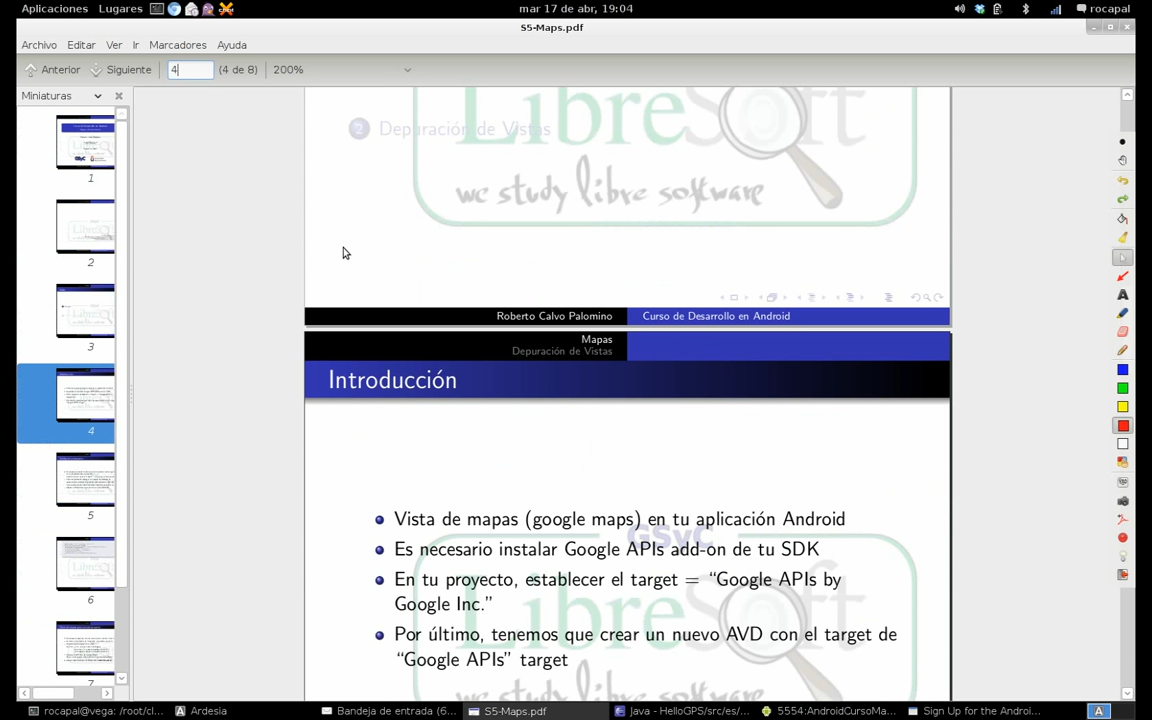 Aplicaciones Lugares mar 17 de abr, 19:04 rocapal
S5-Maps.pdf
Archivo Editar Ver Ir Marcadores Ayuda
Anterior Siguiente 4 (4 de 8) 200%
Miniaturas
1
2
3
4
5
6
7
LibreSoft
2 Depuración de Vistas
we study libre software
Roberto Calvo Palomino Curso de Desarrollo en Android
Mapas
Depuración de Vistas
Introducción
GSyC
LibreSoft
Vista de mapas (google maps) en tu aplicación Android
Es necesario instalar Google APIs add-on de tu SDK
En tu proyecto, establecer el target = “Google APIs by
Google Inc.”
Por último, tenemos que crear un nuevo AVD con el target de
“Google APIs” target
rocapal@vega: /root/cl... Ardesia Bandeja de entrada (6... S5-Maps.pdf Java - HelloGPS/src/es/... 5554:AndroidCursoMa... Sign Up for the Androi...